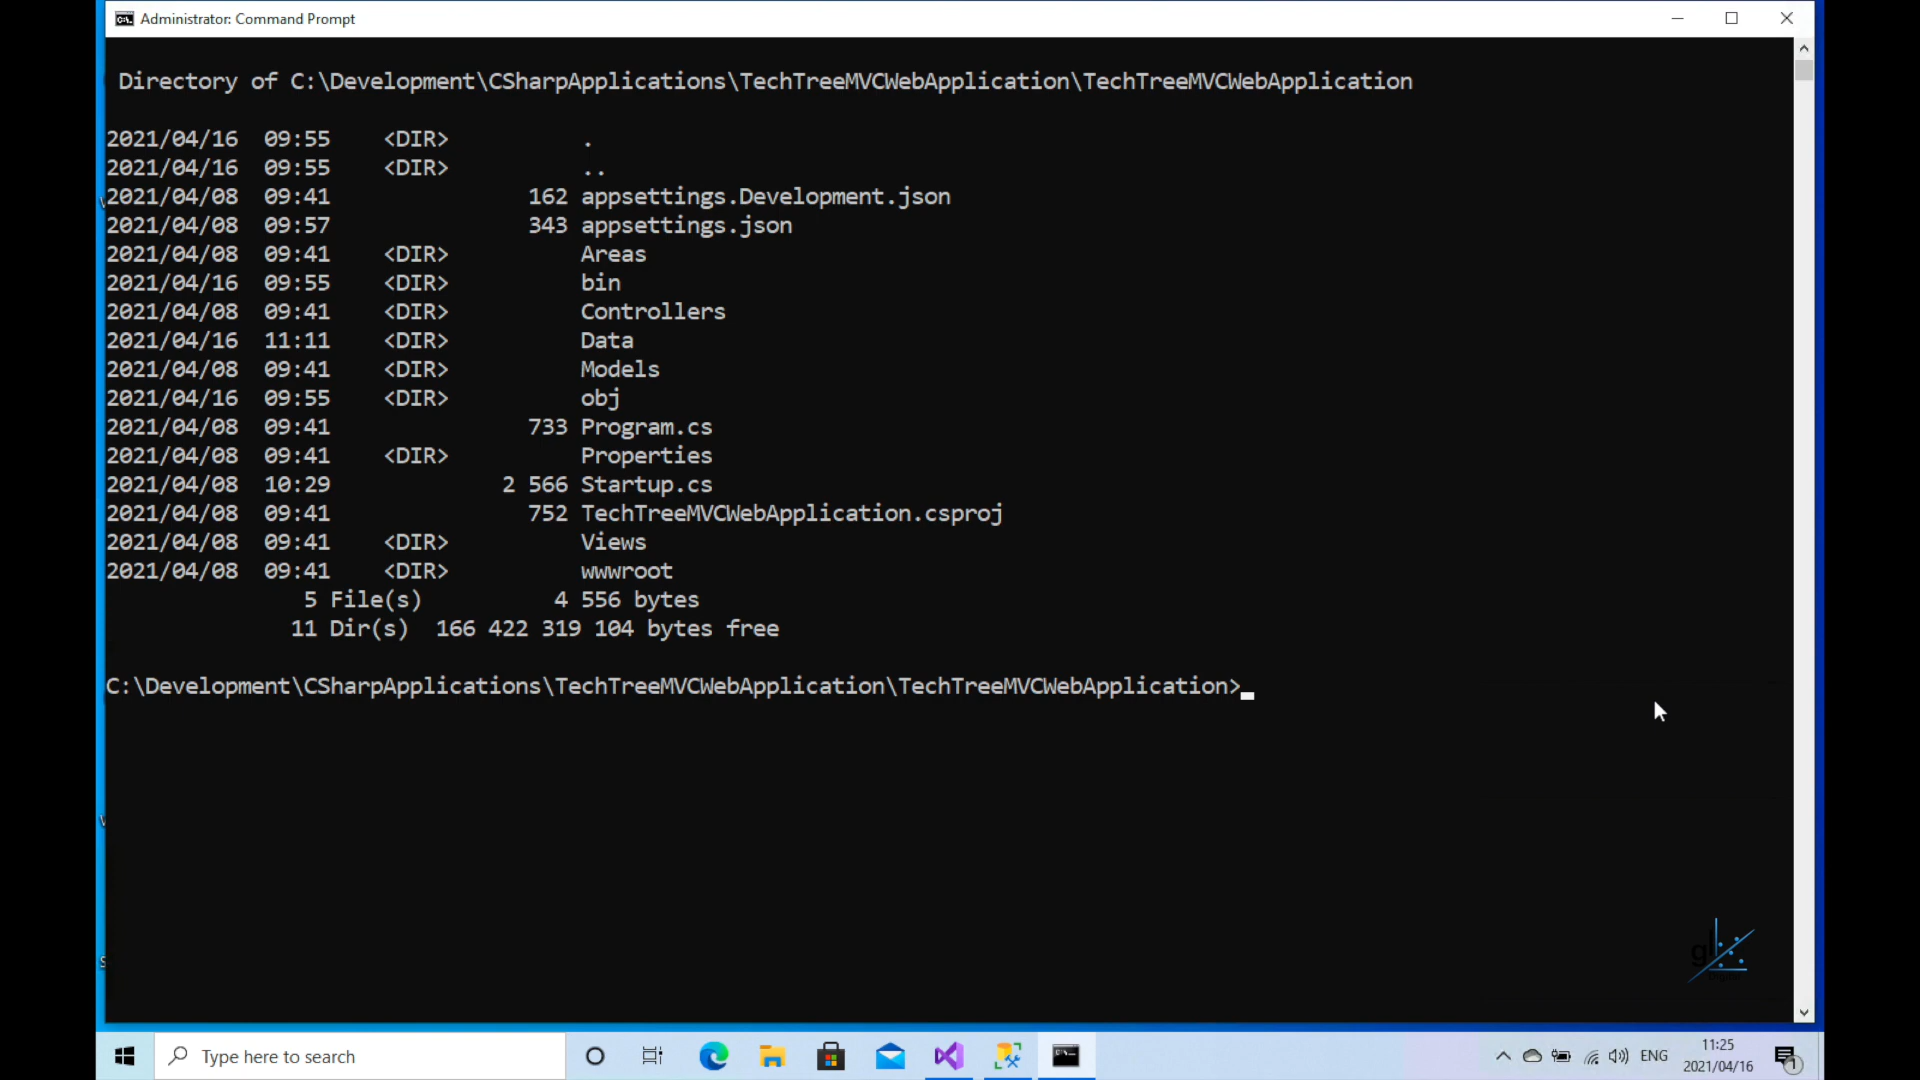 Administrator: Command Prompt
Directory of C:\Development\CSharpApplications\TechTreeMVCWebApplication\TechTreeMVCWebApplication
2021/04/16  09:55    <DIR>          .
2021/04/16  09:55    <DIR>          ..
2021/04/08  09:41               162 appsettings.Development.json
2021/04/08  09:57               343 appsettings.json
2021/04/08  09:41    <DIR>          Areas
2021/04/16  09:55    <DIR>          bin
2021/04/08  09:41    <DIR>          Controllers
2021/04/16  11:11    <DIR>          Data
2021/04/08  09:41    <DIR>          Models
2021/04/16  09:55    <DIR>          obj
2021/04/08  09:41               733 Program.cs
2021/04/08  09:41    <DIR>          Properties
2021/04/08  10:29             2 566 Startup.cs
2021/04/08  09:41               752 TechTreeMVCWebApplication.csproj
2021/04/08  09:41    <DIR>          Views
2021/04/08  09:41    <DIR>          wwwroot
5 File(s)          4 556 bytes
11 Dir(s)  166 422 319 104 bytes free
C:\Development\CSharpApplications\TechTreeMVCWebApplication\TechTreeMVCWebApplication>
gl
Type here to search
ENG
11:25
2021/04/16
1